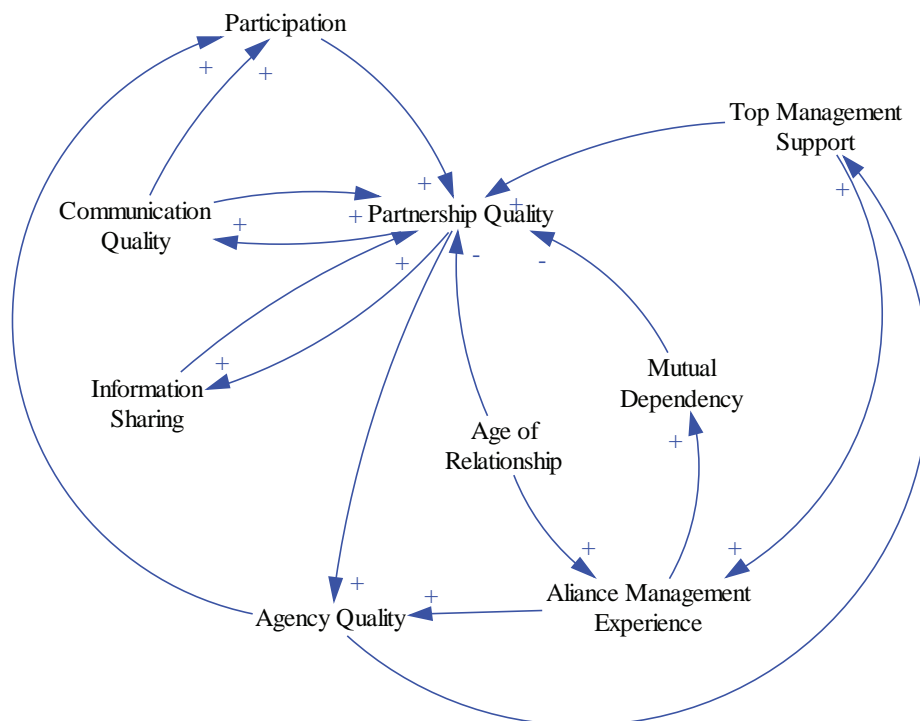 Participation
+
+
Top Management
Support
+
+
Communication
Quality
+
+
Partnership Quality
+
+
-
-
+
Information
Sharing
Mutual
Dependency
+
Age of
Relationship
+
+
+
+
Agency Quality
Aliance Management
Experience